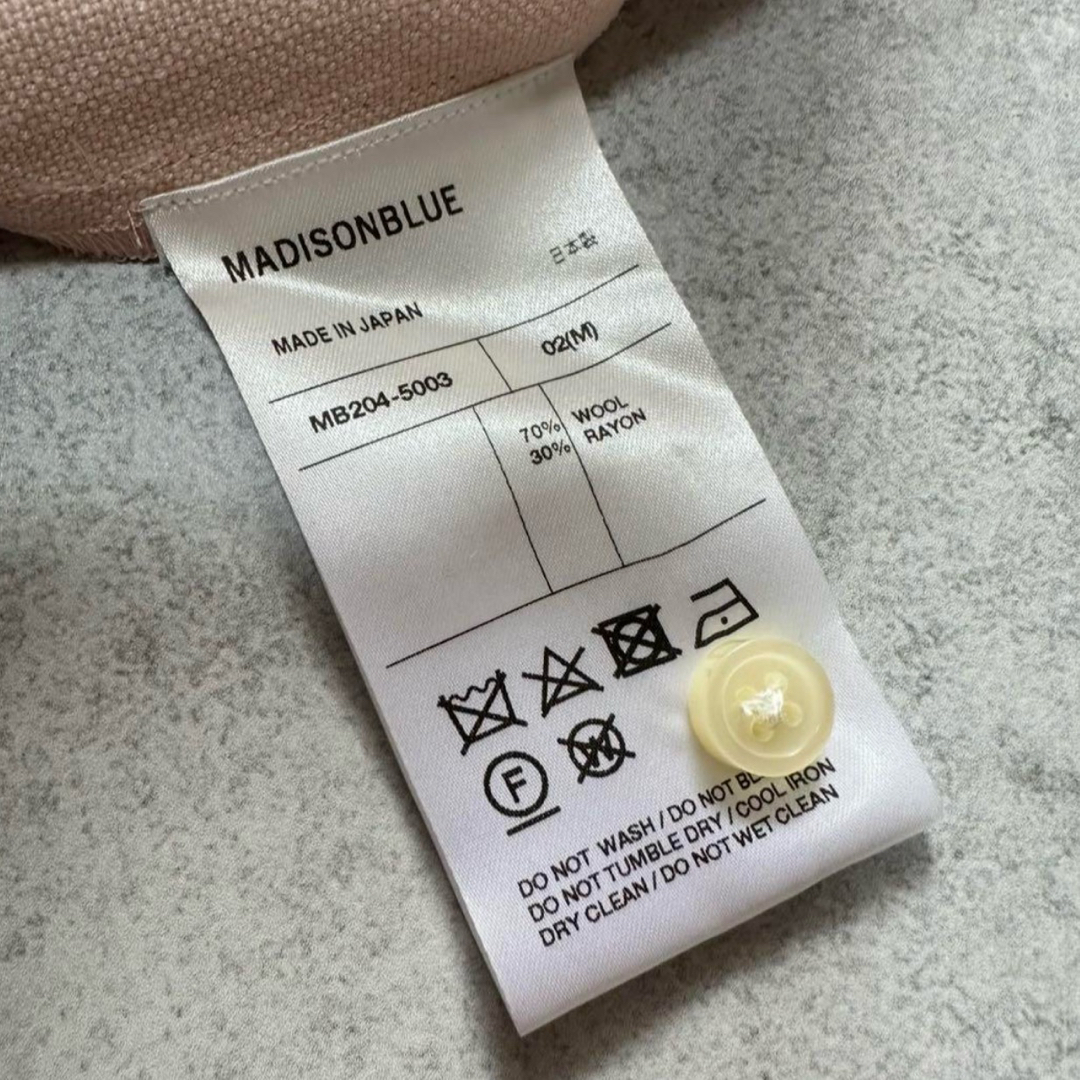 MADISONBLUE
MADE IN JAPAN 日本製
MB204-5003 02(M)
70% WOOL
30% RAYON
F
W
DO NOT WASH / DO NOT BL
DO NOT TUMBLE DRY / COOL IRON
DRY CLEAN / DO NOT WET CLEAN